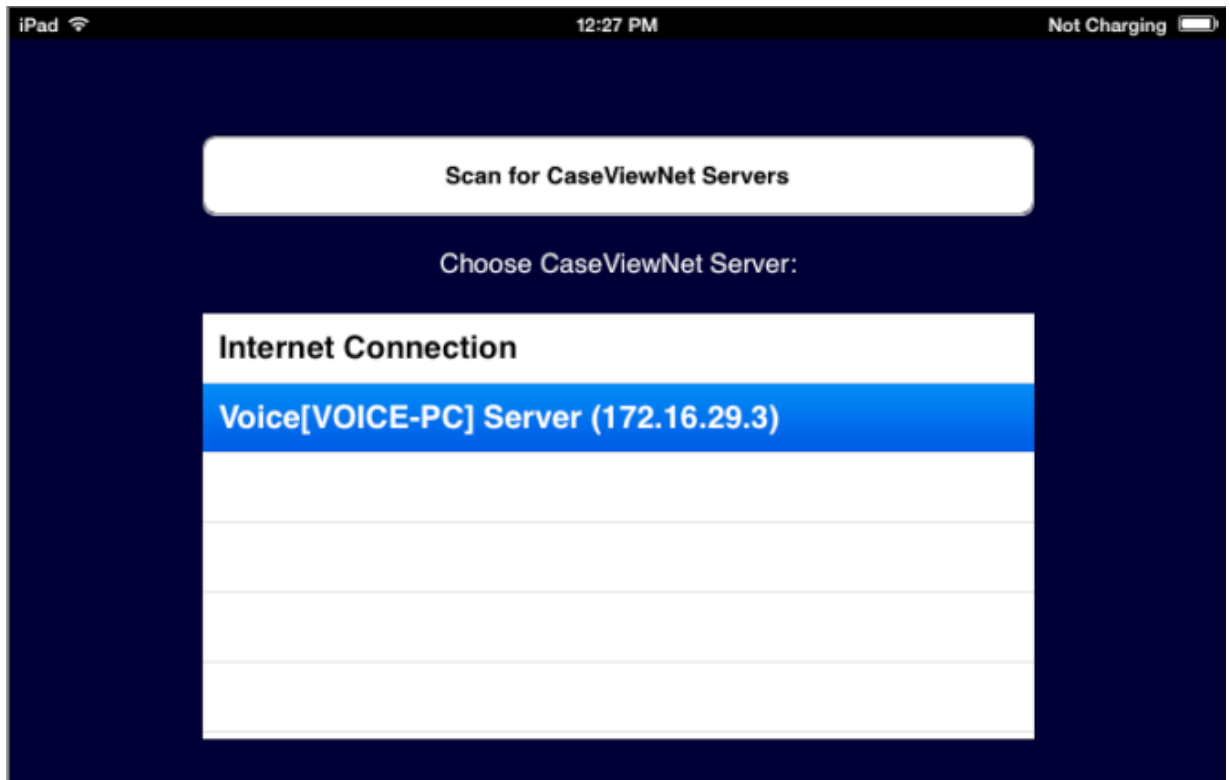 iPad 12:27 PM Not Charging
Scan for CaseViewNet Servers
Choose CaseViewNet Server:
Internet Connection
Voice[VOICE-PC] Server (172.16.29.3)